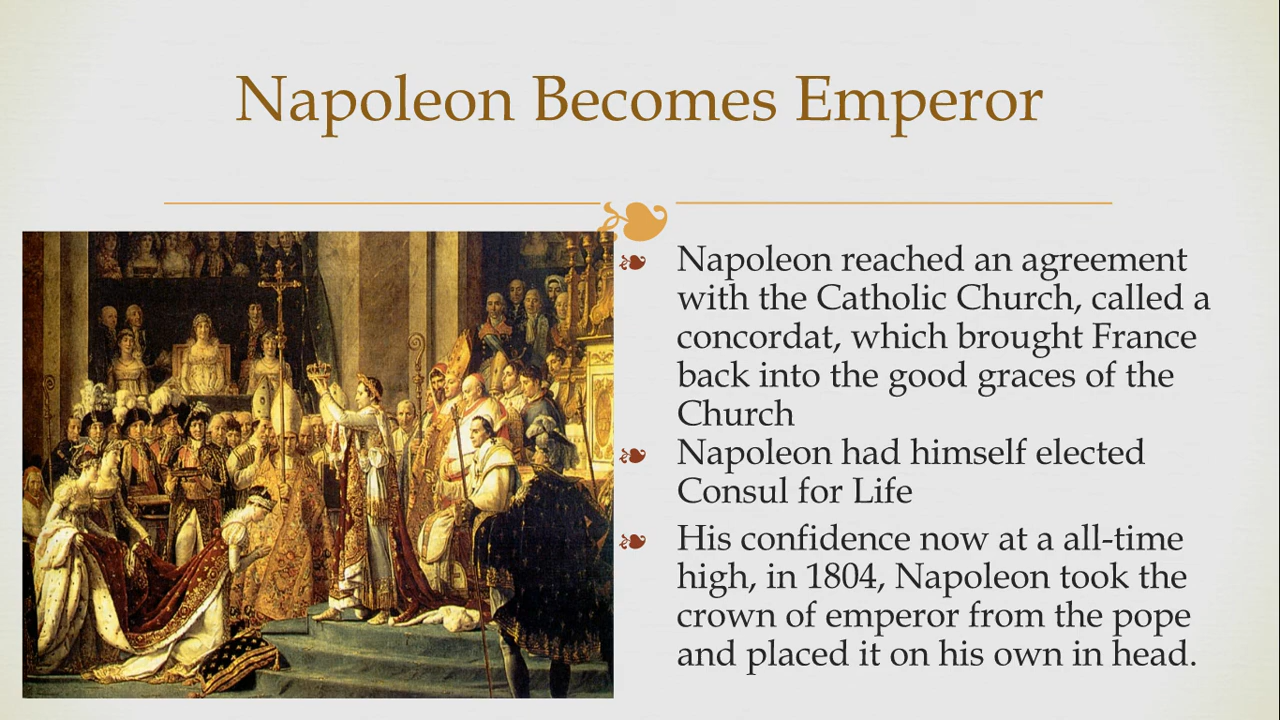 Napoleon Becomes Emperor
Napoleon reached an agreement
with the Catholic Church, called a
concordat, which brought France
back into the good graces of the
Church
Napoleon had himself elected
Consul for Life
His confidence now at a all-time
high, in 1804, Napoleon took the
crown of emperor from the pope
and placed it on his own in head.